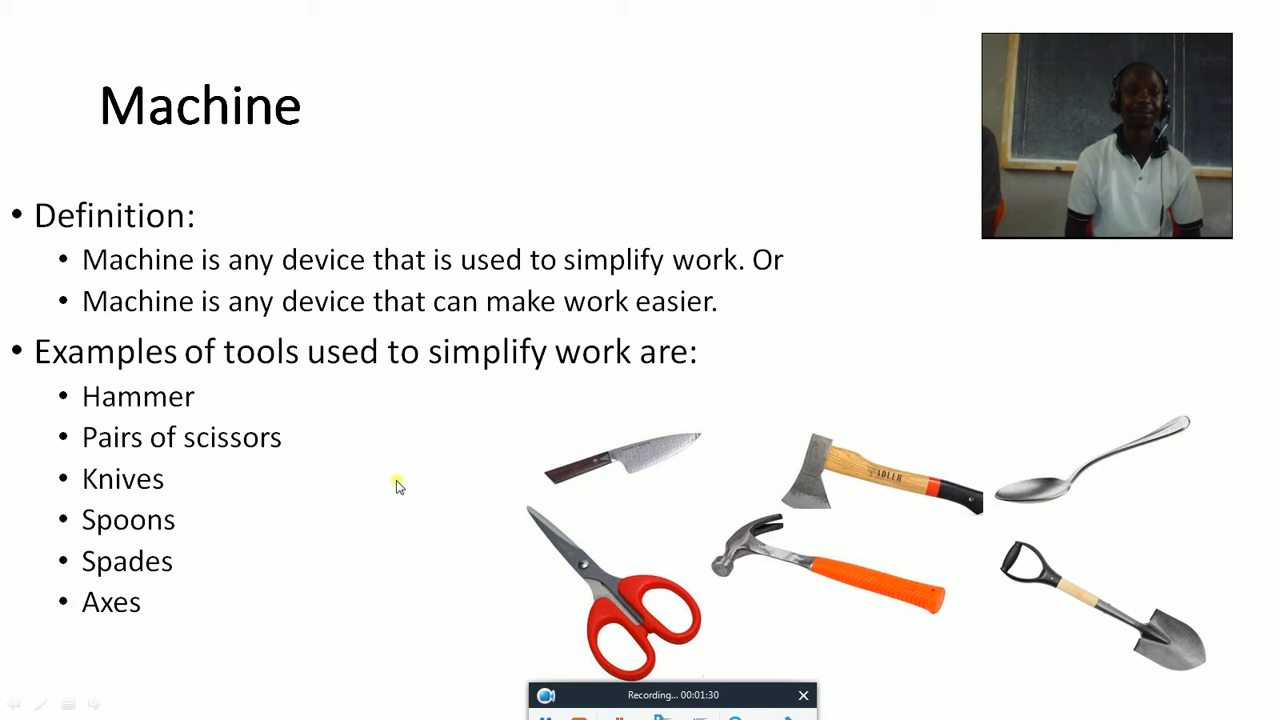 Machine
• Definition:
• Machine is any device that is used to simplify work. Or
• Machine is any device that can make work easier.
• Examples of tools used to simplify work are:
• Hammer
• Pairs of scissors
• Knives
• Spoons
• Spades
• Axes
ADLER
Recording... 00:01:30